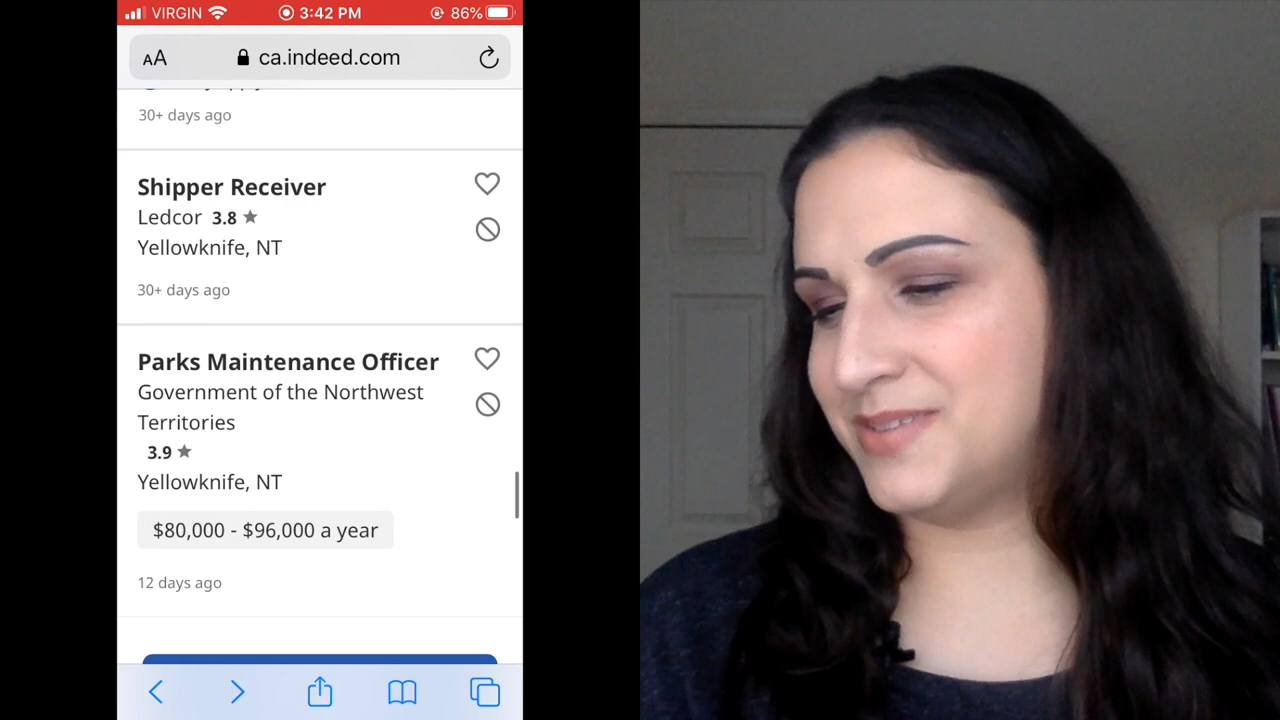 VIRGIN 3:42 PM 86%
AA ca.indeed.com
30+ days ago
Shipper Receiver
Ledcor 3.8 ★
Yellowknife, NT
30+ days ago
Parks Maintenance Officer
Government of the Northwest
Territories
3.9 ★
Yellowknife, NT
$80,000 - $96,000 a year
12 days ago